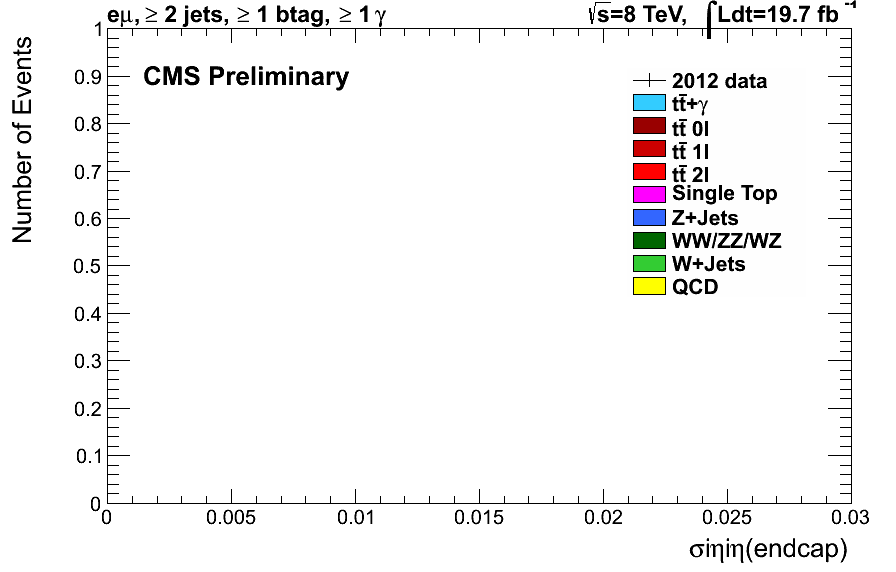 eμ, ≥ 2 jets, ≥ 1 btag, ≥ 1 γ
√s=8 TeV, ∫Ldt=19.7 fb⁻¹
CMS Preliminary
Number of Events
1
0.9
0.8
0.7
0.6
0.5
0.4
0.3
0.2
0.1
0
2012 data
tt̄+γ
tt̄ 0l
tt̄ 1l
tt̄ 2l
Single Top
Z+Jets
WW/ZZ/WZ
W+Jets
QCD
0 0.005 0.01 0.015 0.02 0.025 0.03
σiηiη(endcap)